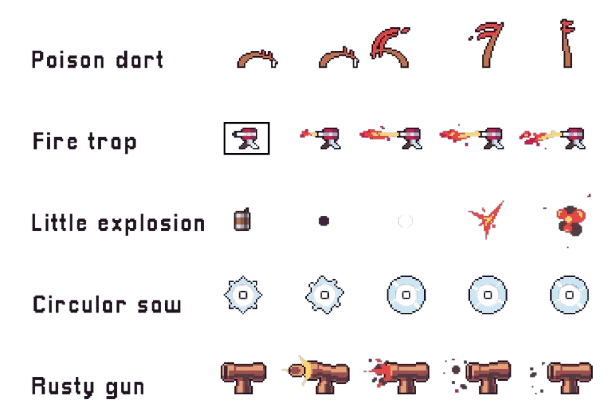 Poison dart
Fire trap
Little explosion
Circular saw
Rusty gun